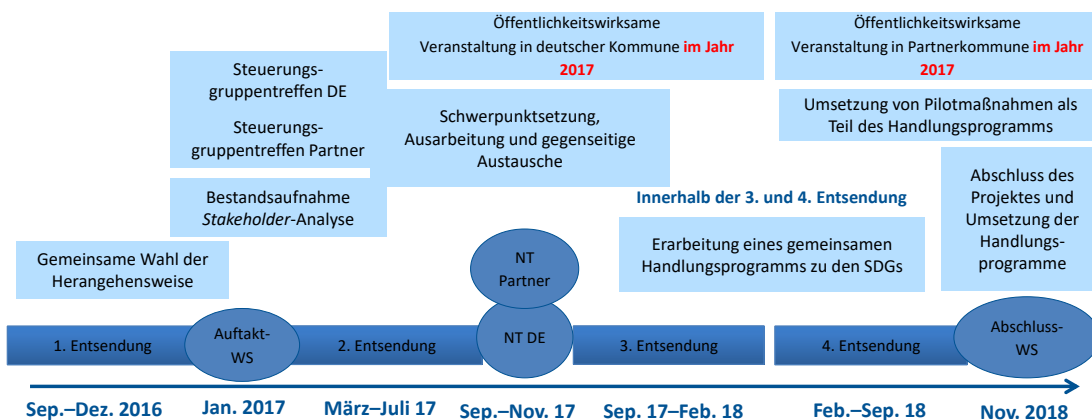 Öffentlichkeitswirksame
Veranstaltung in deutscher Kommune im Jahr
2017
Öffentlichkeitswirksame
Veranstaltung in Partnerkommune im Jahr
2017
Steuerungs-
gruppentreffen DE
Steuerungs-
gruppentreffen Partner
Schwerpunktsetzung,
Ausarbeitung und gegenseitige
Austausche
Umsetzung von Pilotmaßnahmen als
Teil des Handlungsprogramms
Bestandsaufnahme
Stakeholder-Analyse
Innerhalb der 3. und 4. Entsendung
Abschluss des
Projektes und
Umsetzung der
Handlungs-
programme
Gemeinsame Wahl der
Herangehensweise
NT
Partner
Erarbeitung eines gemeinsamen
Handlungsprogramms zu den SDGs
1. Entsendung
Auftakt-
WS
2. Entsendung
NT DE
3. Entsendung
4. Entsendung
Abschluss-
WS
Sep.–Dez. 2016
Jan. 2017
März–Juli 17
Sep.–Nov. 17
Sep. 17–Feb. 18
Feb.–Sep. 18
Nov. 2018